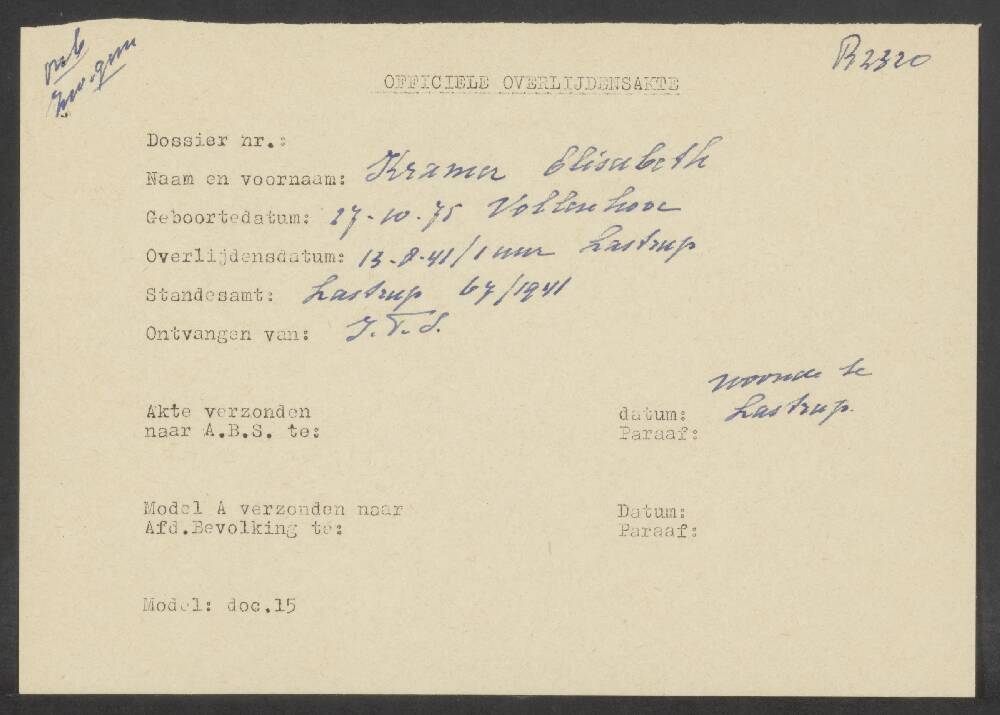 R2320
OFFICIELE OVERLIJDENSAKTE
Dossier nr.:
Naam en voornaam: Kramer Elisabeth
Geboortedatum: 27-10-75 Vollenhove
Overlijdensdatum: 13-8-41/1 uur Lastrup
Standesamt: Lastrup 67/1941
Ontvangen van: I.T.S.
woonde te
Lastrup.
Akte verzonden datum:
naar A.B.S. te: Paraaf:
Model A verzonden naar Datum:
Afd.Bevolking te: Paraaf:
Model: doc.15